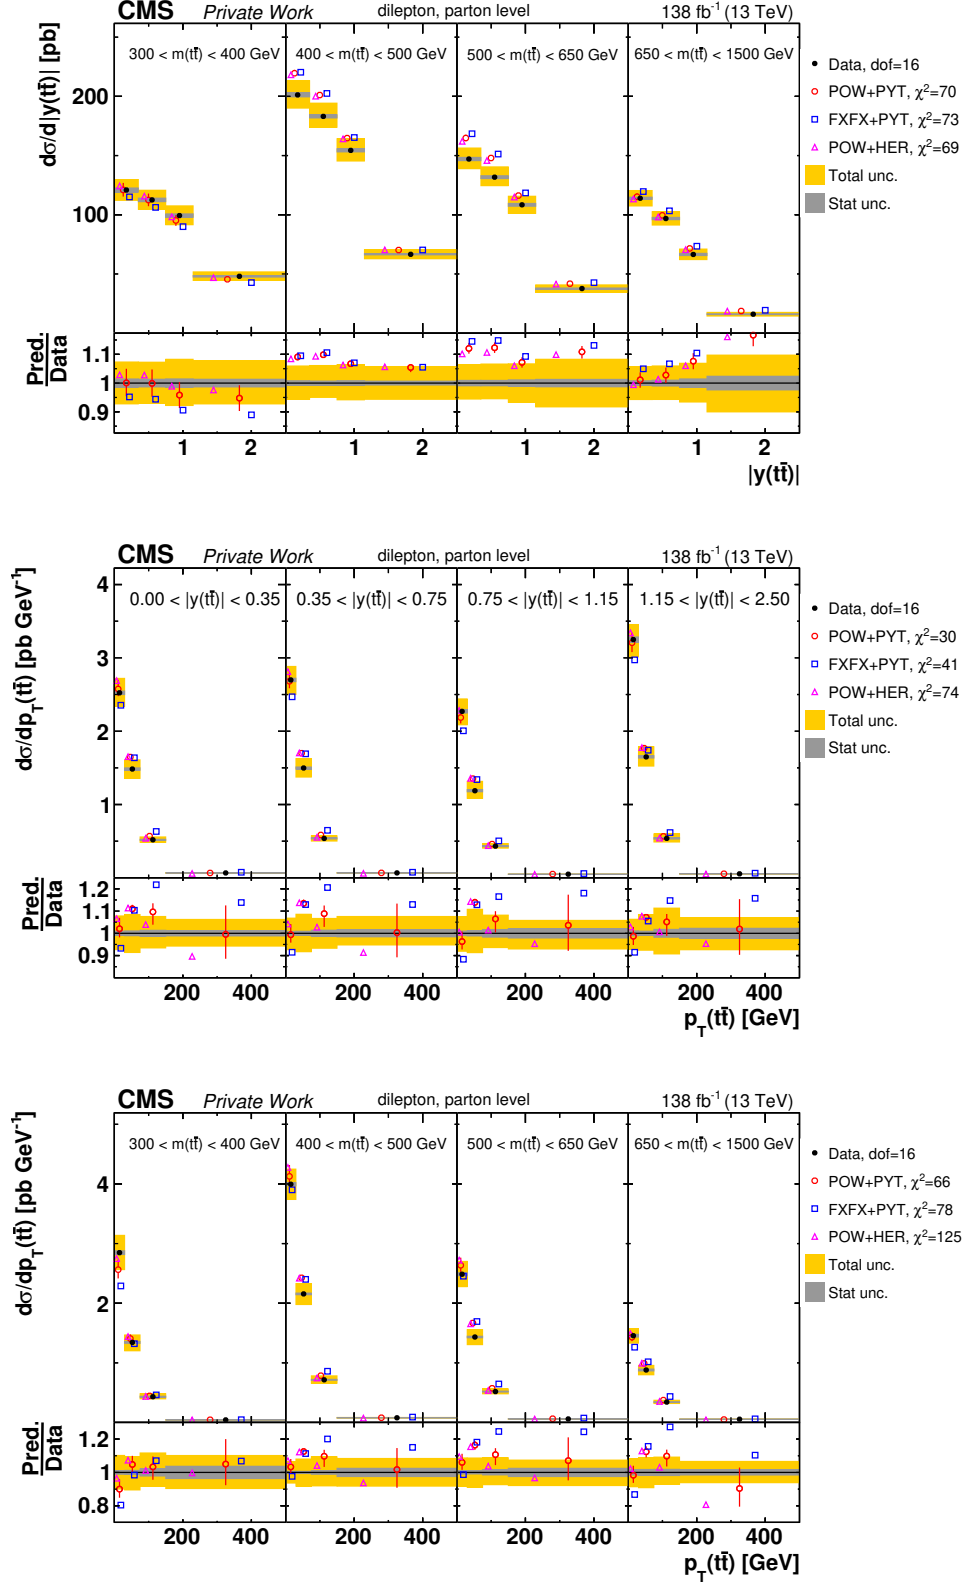 CMS Private Work dilepton, parton level 138 fb⁻¹ (13 TeV)
dσ/d|y(tt̄)| [pb]
300 < m(tt̄) < 400 GeV
400 < m(tt̄) < 500 GeV
500 < m(tt̄) < 650 GeV
650 < m(tt̄) < 1500 GeV
200
100
Data, dof=16
POW+PYT, χ²=70
FXFX+PYT, χ²=73
POW+HER, χ²=69
Total unc.
Stat unc.
Pred.
Data
1.1
1
0.9
1 2 1 2 1 2 1 2
|y(tt̄)|
CMS Private Work dilepton, parton level 138 fb⁻¹ (13 TeV)
dσ/dp_T(tt̄) [pb GeV⁻¹]
0.00 < |y(tt̄)| < 0.35
0.35 < |y(tt̄)| < 0.75
0.75 < |y(tt̄)| < 1.15
1.15 < |y(tt̄)| < 2.50
4
3
2
1
Data, dof=16
POW+PYT, χ²=30
FXFX+PYT, χ²=41
POW+HER, χ²=74
Total unc.
Stat unc.
Pred.
Data
1.2
1.1
1
0.9
200 400 200 400 200 400 200 400
p_T(tt̄) [GeV]
CMS Private Work dilepton, parton level 138 fb⁻¹ (13 TeV)
dσ/dp_T(tt̄) [pb GeV⁻¹]
300 < m(tt̄) < 400 GeV
400 < m(tt̄) < 500 GeV
500 < m(tt̄) < 650 GeV
650 < m(tt̄) < 1500 GeV
4
2
Data, dof=16
POW+PYT, χ²=66
FXFX+PYT, χ²=78
POW+HER, χ²=125
Total unc.
Stat unc.
Pred.
Data
1.2
1
0.8
200 400 200 400 200 400 200 400
p_T(tt̄) [GeV]